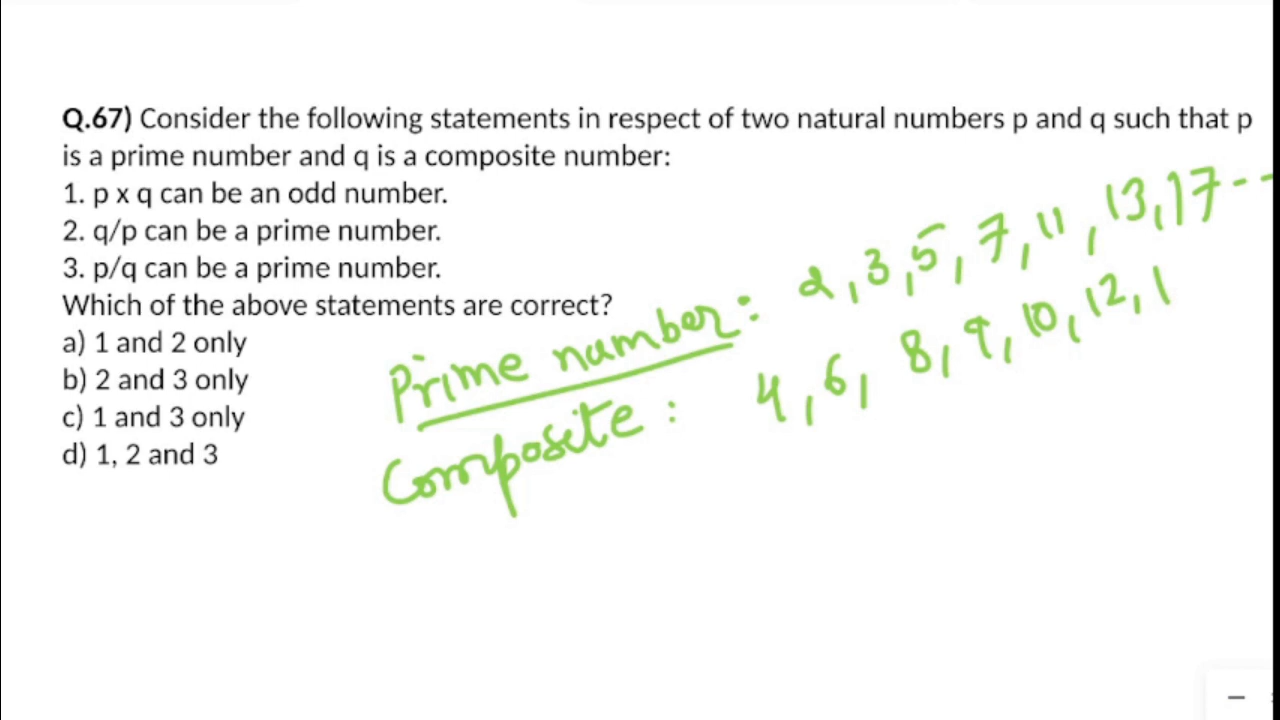 Q.67) Consider the following statements in respect of two natural numbers p and q such that p
is a prime number and q is a composite number:
1. p x q can be an odd number.
2. q/p can be a prime number.
3. p/q can be a prime number.
Which of the above statements are correct?
a) 1 and 2 only
b) 2 and 3 only
c) 1 and 3 only
d) 1, 2 and 3
Prime number: 2, 3, 5, 7, 11, 13, 17--
Composite: 4, 6, 8, 9, 10, 12, 1